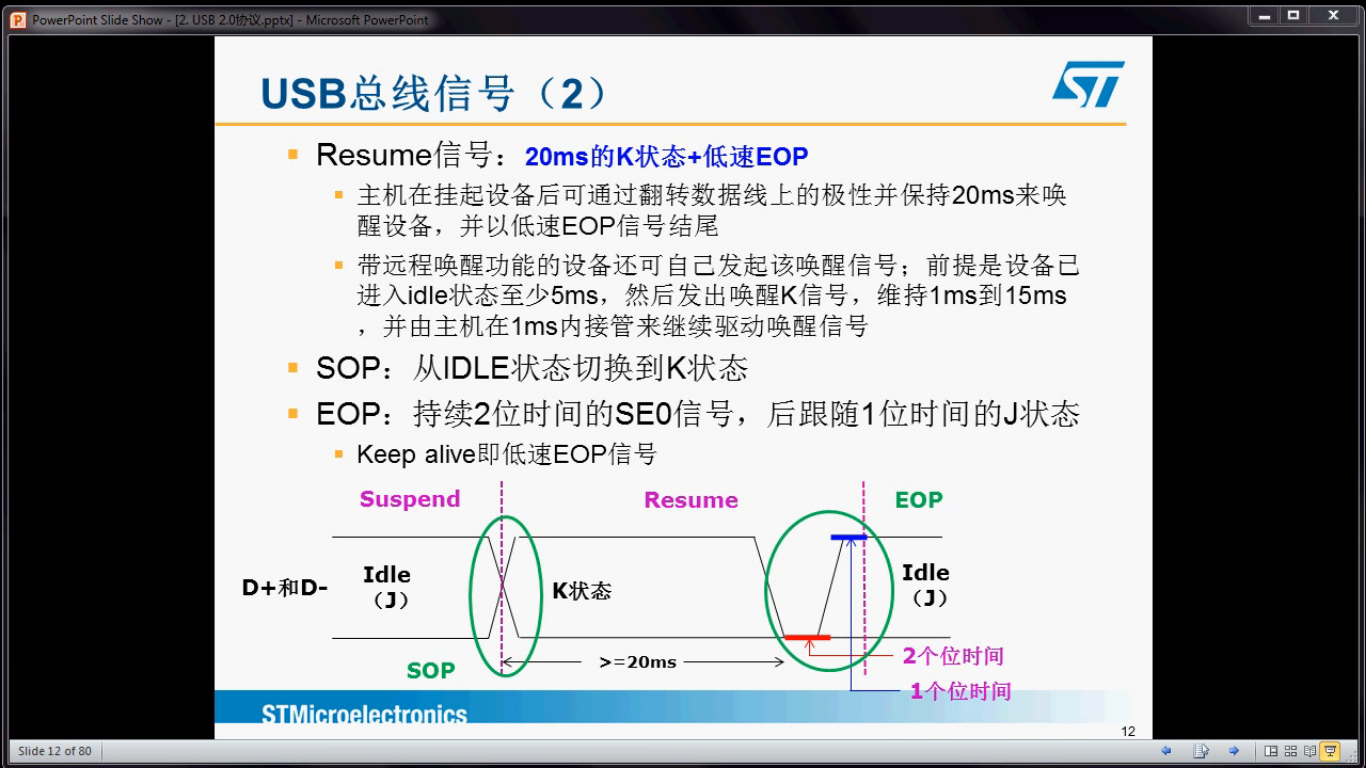 PowerPoint Slide Show - [2. USB 2.0协议.pptx] - Microsoft PowerPoint
USB总线信号（2）
ST
Resume信号：20ms的K状态+低速EOP
主机在挂起设备后可通过翻转数据线上的极性并保持20ms来唤
醒设备，并以低速EOP信号结尾
带远程唤醒功能的设备还可自己发起该唤醒信号；前提是设备已
进入idle状态至少5ms，然后发出唤醒K信号，维持1ms到15ms
，并由主机在1ms内接管来继续驱动唤醒信号
SOP：从IDLE状态切换到K状态
EOP：持续2位时间的SE0信号，后跟随1位时间的J状态
Keep alive即低速EOP信号
Suspend
Resume
EOP
D+和D-
Idle
（J）
K状态
Idle
（J）
SOP
>=20ms
2个位时间
1个位时间
STMicroelectronics
12
Slide 12 of 80